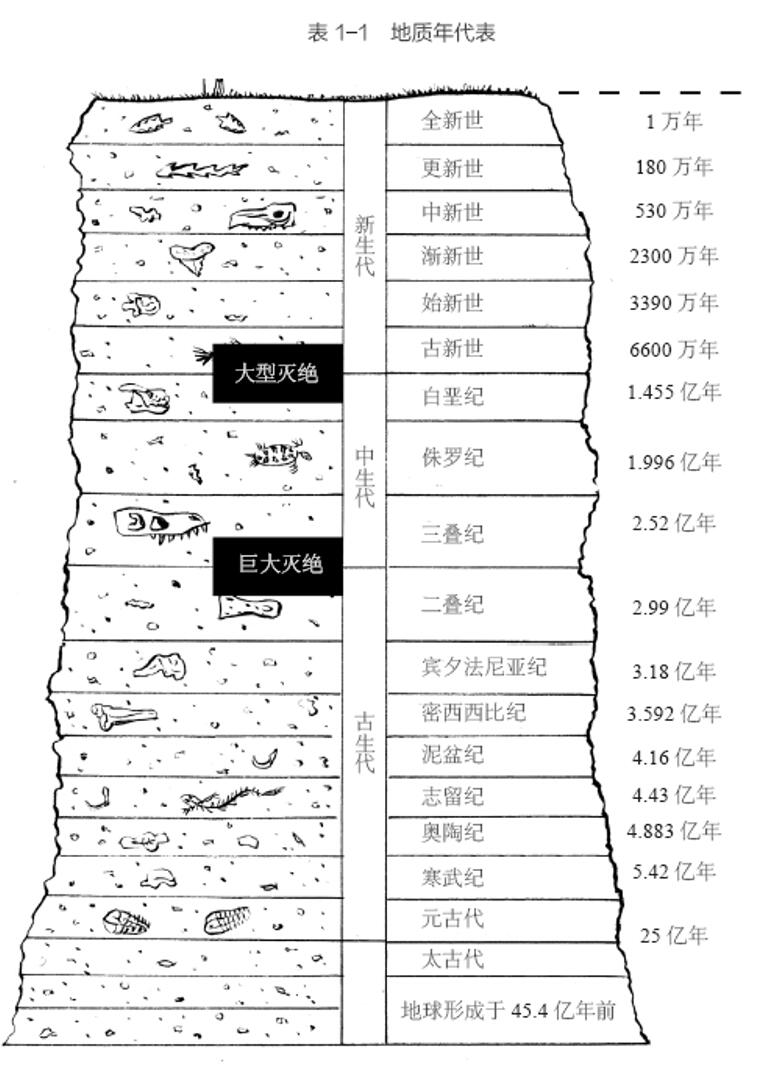 表 1-1 地质年代表
全新世 1 万年
更新世 180 万年
中新世 530 万年
新生代
渐新世 2300 万年
始新世 3390 万年
古新世 6600 万年
大型灭绝
白垩纪 1.455 亿年
侏罗纪 1.996 亿年
中生代
三叠纪 2.52 亿年
巨大灭绝
二叠纪 2.99 亿年
宾夕法尼亚纪 3.18 亿年
密西西比纪 3.592 亿年
古生代
泥盆纪 4.16 亿年
志留纪 4.43 亿年
奥陶纪 4.883 亿年
寒武纪 5.42 亿年
元古代 25 亿年
太古代
地球形成于 45.4 亿年前